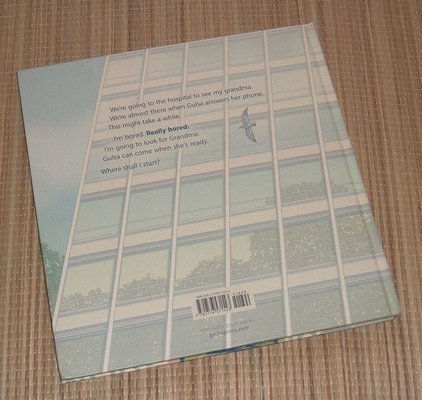 We're going to the hospital to see my grandma.
We're almost there when Gulsa answers her phone.
This might take a while.
...I'm bored. Really bored.
I'm going to look for Grandma.
Gulsa can come when she's ready.
Where shall I start?